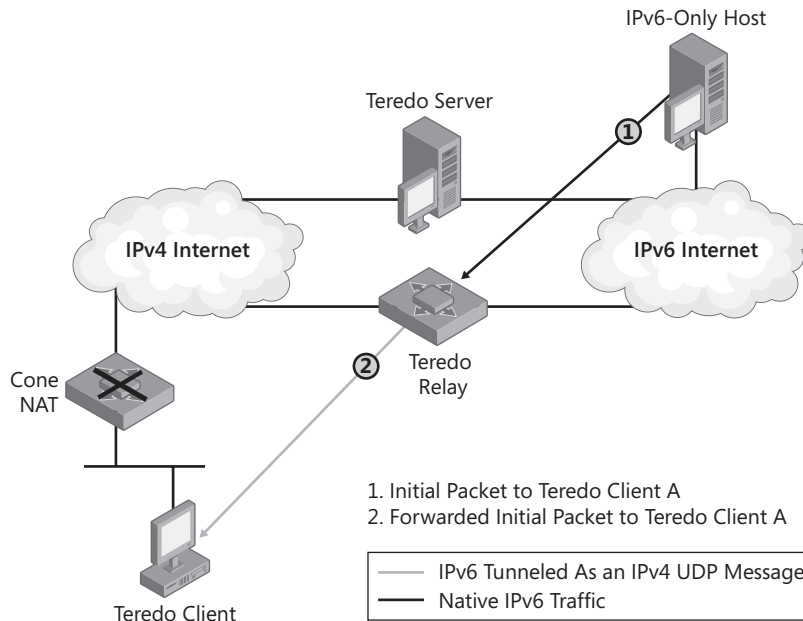 IPv6-Only Host
Teredo Server
1
IPv4 Internet
IPv6 Internet
2
Teredo
Relay
Cone
NAT
1. Initial Packet to Teredo Client A
2. Forwarded Initial Packet to Teredo Client A
IPv6 Tunneled As an IPv4 UDP Message
Native IPv6 Traffic
Teredo Client